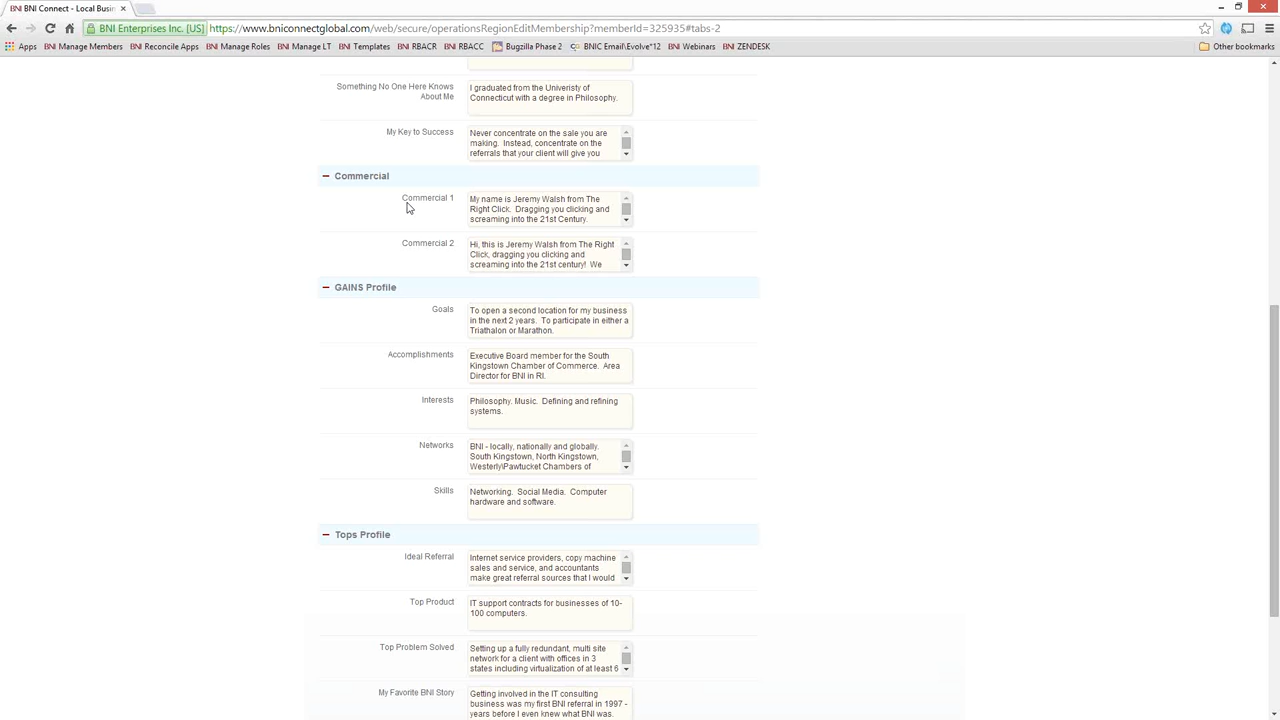 BNI Connect - Local Busin
BNI Enterprises Inc. [US] https://www.bniconnectglobal.com/web/secure/operationsRegionEditMembership?memberId=325935#tabs-2
Apps BNI Manage Members BNI Reconcile Apps BNI Manage Roles BNI Manage LT BNI Templates BNI RBACR BNI RBACC Bugzilla Phase 2 BNIC Email\Evolve*12 BNI Webinars BNI ZENDESK Other bookmarks
Something No One Here Knows
About Me
I graduated from the Univeristy of
Connecticut with a degree in Philosophy.
My Key to Success
Never concentrate on the sale you are
making. Instead, concentrate on the
referrals that your client will give you
Commercial
Commercial 1
My name is Jeremy Walsh from The
Right Click. Dragging you clicking and
screaming into the 21st Century.
Commercial 2
Hi, this is Jeremy Walsh from The Right
Click, dragging you clicking and
screaming into the 21st century! We
GAINS Profile
Goals
To open a second location for my business
in the next 2 years. To participate in either a
Triathalon or Marathon.
Accomplishments
Executive Board member for the South
Kingstown Chamber of Commerce. Area
Director for BNI in RI.
Interests
Philosophy. Music. Defining and refining
systems.
Networks
BNI - locally, nationally and globally.
South Kingstown, North Kingstown,
Westerly\Pawtucket Chambers of
Skills
Networking. Social Media. Computer
hardware and software.
Tops Profile
Ideal Referral
Internet service providers, copy machine
sales and service, and accountants
make great referral sources that I would
Top Product
IT support contracts for businesses of 10-
100 computers.
Top Problem Solved
Setting up a fully redundant, multi site
network for a client with offices in 3
states including virtualization of at least 6
My Favorite BNI Story
Getting involved in the IT consulting
business was my first BNI referral in 1997 -
years before I even knew what BNI was.